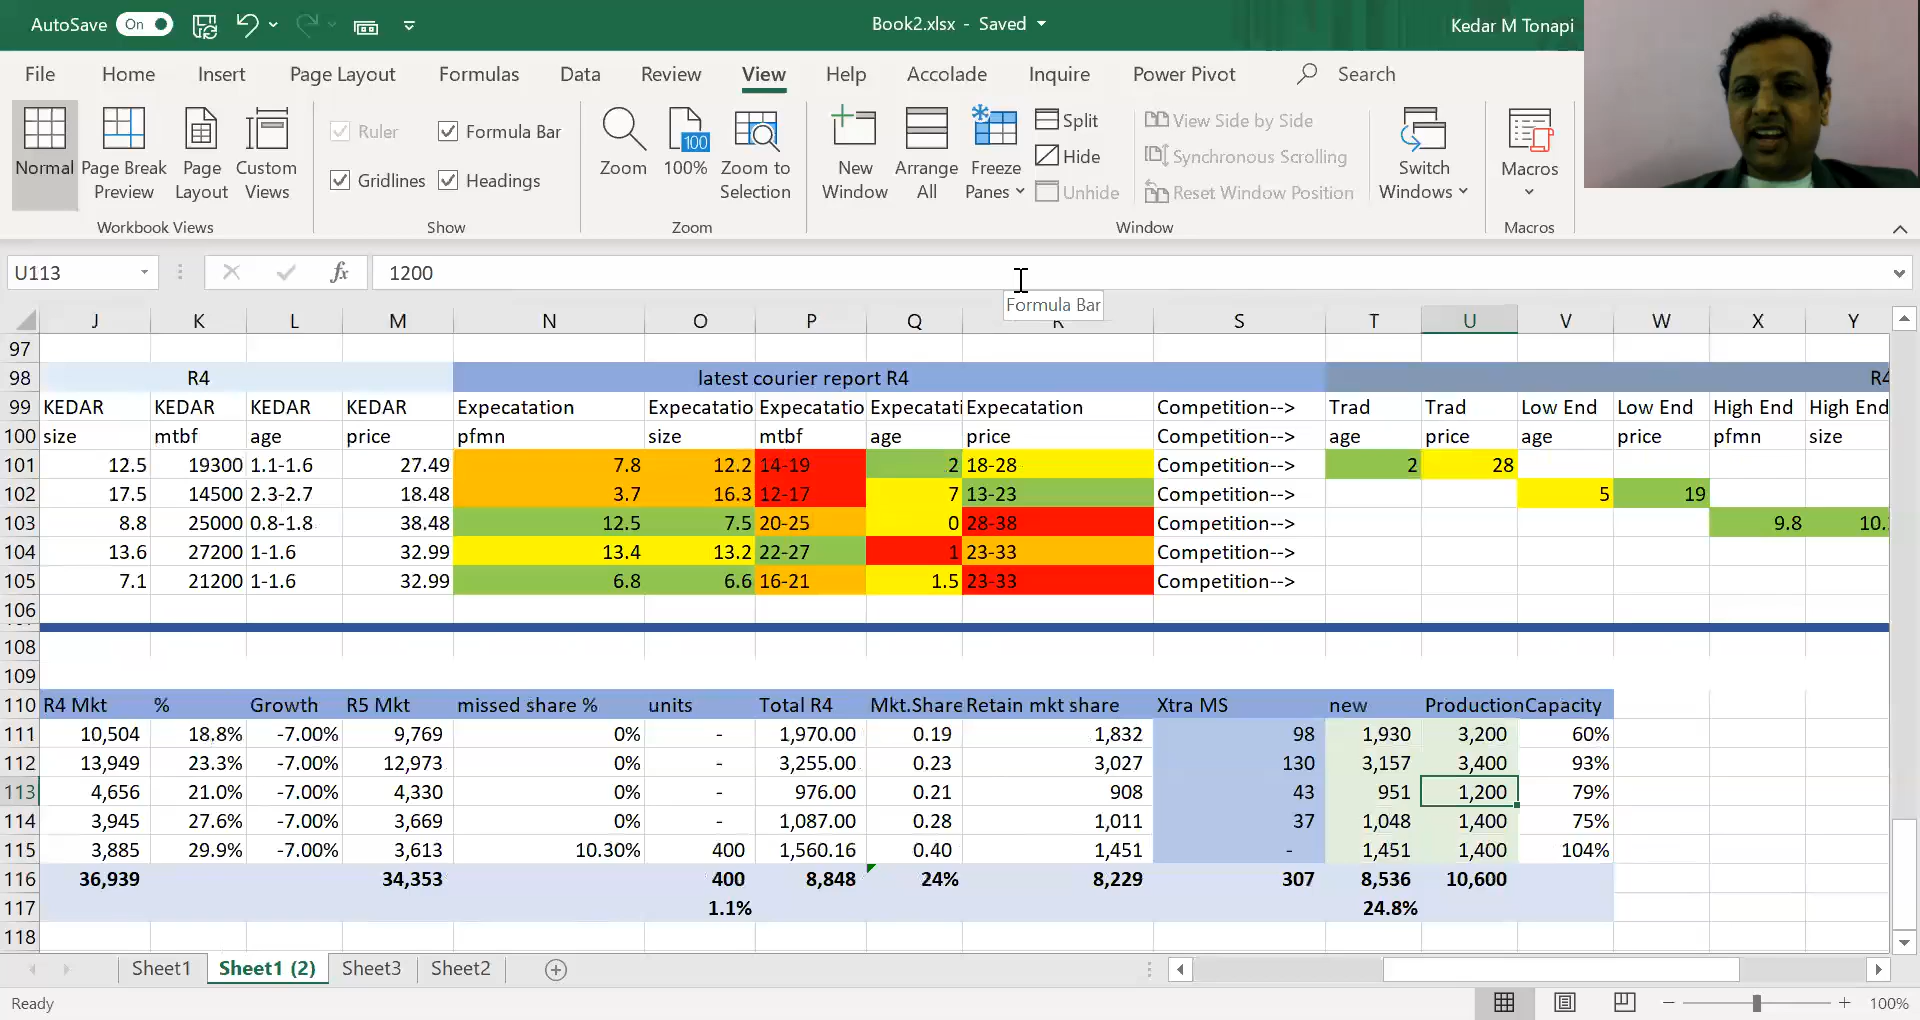 AutoSave On Book2.xlsx - Saved Kedar M Tonapi
File Home Insert Page Layout Formulas Data Review View Help Accolade Inquire Power Pivot Search
Normal Page Break Preview Page Layout Custom Views
Workbook Views
Ruler Formula Bar
Gridlines Headings
Show
Zoom 100% Zoom to Selection
100
Zoom
New Window Arrange All Freeze Panes
Split View Side by Side
Hide Synchronous Scrolling
Unhide Reset Window Position
Switch Windows
Window
Macros
Macros
U113 fx 1200
Formula Bar
J K L M N O P Q S T U V W X Y
97
98 R4 latest courier report R4 R4
99 KEDAR KEDAR KEDAR KEDAR Expecatation Expecatatio Expecatatio Expecatati Expecatation Competition--> Trad Trad Low End Low End High End High End
100 size mtbf age price pfmn size mtbf age price Competition--> age price age price pfmn size
101 12.5 19300 1.1-1.6 27.49 7.8 12.2 14-19 2 18-28 Competition--> 2 28
102 17.5 14500 2.3-2.7 18.48 3.7 16.3 12-17 7 13-23 Competition--> 5 19
103 8.8 25000 0.8-1.8 38.48 12.5 7.5 20-25 0 28-38 Competition--> 9.8 10.
104 13.6 27200 1-1.6 32.99 13.4 13.2 22-27 1 23-33 Competition-->
105 7.1 21200 1-1.6 32.99 6.8 6.6 16-21 1.5 23-33 Competition-->
106
108
109
110 R4 Mkt % Growth R5 Mkt missed share % units Total R4 Mkt.Share Retain mkt share Xtra MS new Production Capacity
111 10,504 18.8% -7.00% 9,769 0% - 1,970.00 0.19 1,832 98 1,930 3,200 60%
112 13,949 23.3% -7.00% 12,973 0% - 3,255.00 0.23 3,027 130 3,157 3,400 93%
113 4,656 21.0% -7.00% 4,330 0% - 976.00 0.21 908 43 951 1,200 79%
114 3,945 27.6% -7.00% 3,669 0% - 1,087.00 0.28 1,011 37 1,048 1,400 75%
115 3,885 29.9% -7.00% 3,613 10.30% 400 1,560.16 0.40 1,451 - 1,451 1,400 104%
116 36,939 34,353 400 8,848 24% 8,229 307 8,536 10,600
117 1.1% 24.8%
118
Sheet1 Sheet1 (2) Sheet3 Sheet2
Ready 100%